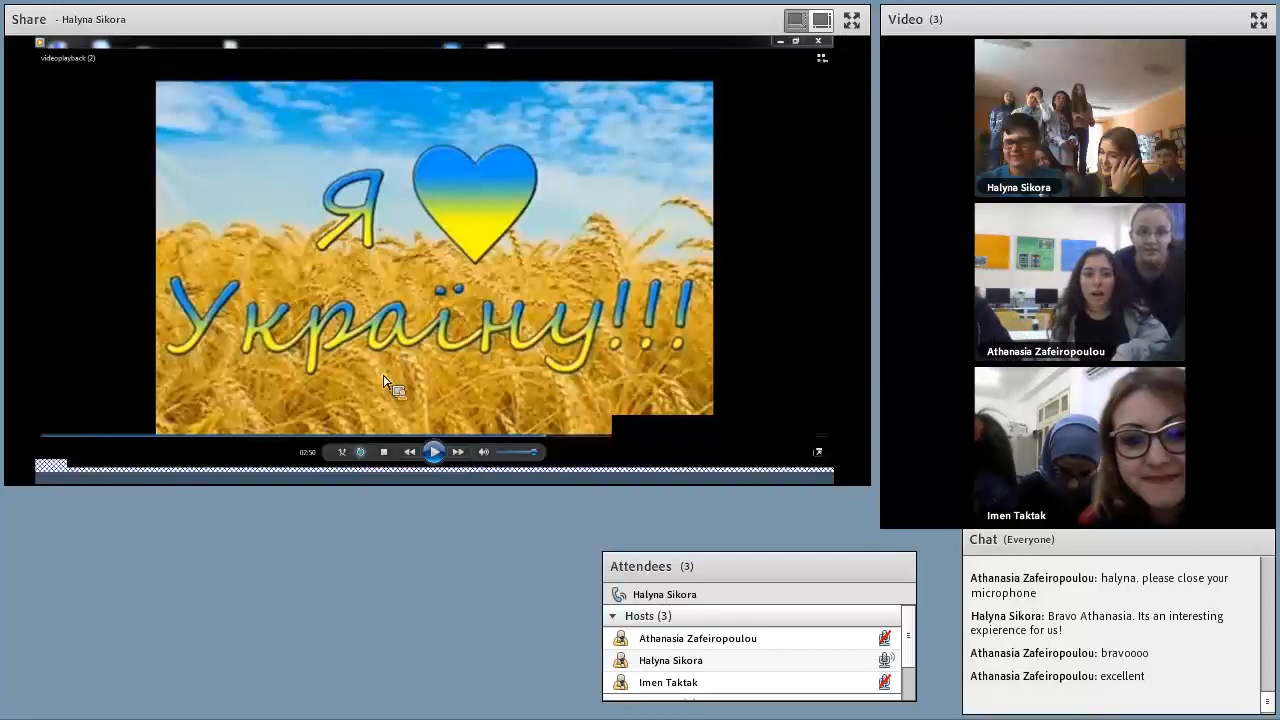 Share - Halyna Sikora
videoplayback (2)
Я
Україну!!!
02:50
Video (3)
Halyna Sikora
Athanasia Zafeiropoulou
Imen Taktak
Attendees (3)
Halyna Sikora
Hosts (3)
Athanasia Zafeiropoulou
Halyna Sikora
Imen Taktak
Chat (Everyone)
Athanasia Zafeiropoulou: halyna. please close your
microphone
Halyna Sikora: Bravo Athanasia. Its an interesting
expierence for us!
Athanasia Zafeiropoulou: bravoooo
Athanasia Zafeiropoulou: excellent